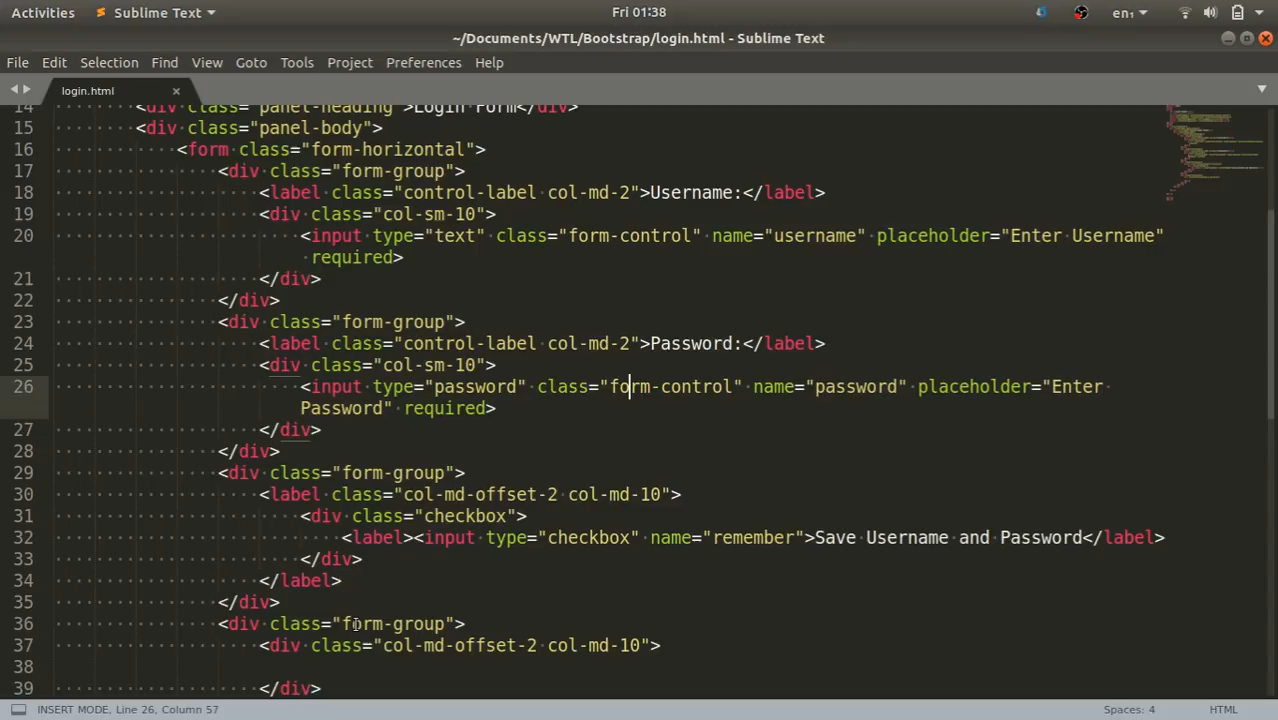 Activities Sublime Text Fri 01:38 en₁
~/Documents/WTL/Bootstrap/login.html - Sublime Text
File Edit Selection Find View Goto Tools Project Preferences Help
login.html
14 <div class="panel-heading">Login Form</div>
15 <div class="panel-body">
16 <form class="form-horizontal">
17 <div class="form-group">
18 <label class="control-label col-md-2">Username:</label>
19 <div class="col-sm-10">
20 <input type="text" class="form-control" name="username" placeholder="Enter Username"
required>
21 </div>
22 </div>
23 <div class="form-group">
24 <label class="control-label col-md-2">Password:</label>
25 <div class="col-sm-10">
26 <input type="password" class="form-control" name="password" placeholder="Enter
Password" required>
27 </div>
28 </div>
29 <div class="form-group">
30 <label class="col-md-offset-2 col-md-10">
31 <div class="checkbox">
32 <label><input type="checkbox" name="remember">Save Username and Password</label>
33 </div>
34 </label>
35 </div>
36 <div class="form-group">
37 <div class="col-md-offset-2 col-md-10">
38
39 </div>
INSERT MODE, Line 26, Column 57 Spaces: 4 HTML